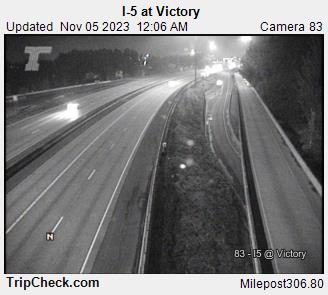 I-5 at Victory
Updated Nov 05 2023 12:06 AM Camera 83
T
N
83 - I5 @ Victory
TripCheck.com Milepost306.80